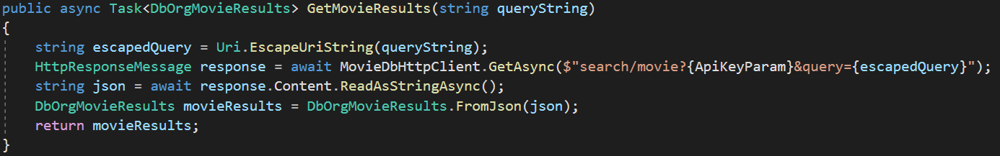 public async Task<DbOrgMovieResults> GetMovieResults(string queryString)
{
    string escapedQuery = Uri.EscapeUriString(queryString);
    HttpResponseMessage response = await MovieDbHttpClient.GetAsync($"search/movie?{ApiKeyParam}&query={escapedQuery}");
    string json = await response.Content.ReadAsStringAsync();
    DbOrgMovieResults movieResults = DbOrgMovieResults.FromJson(json);
    return movieResults;
}